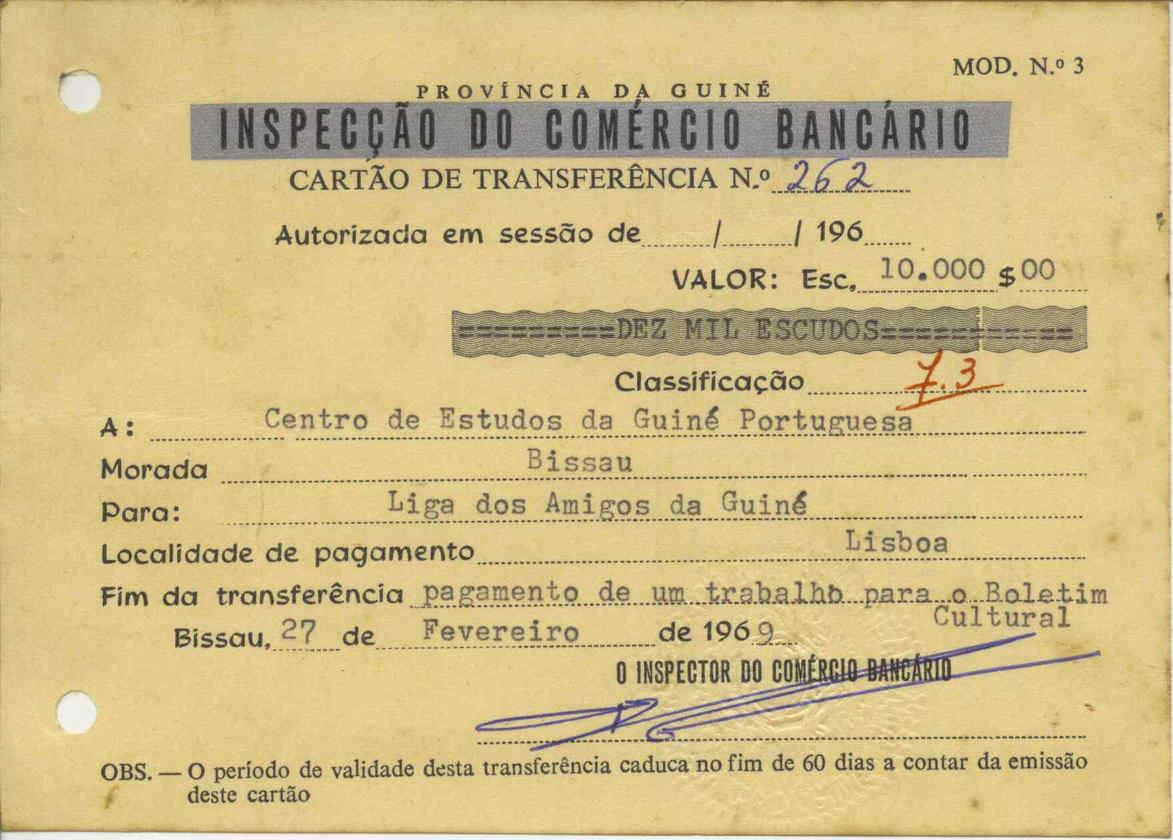 MOD. N.º 3
PROVÍNCIA DA GUINÉ
INSPECÇÃO DO COMÉRCIO BANCÁRIO
CARTÃO DE TRANSFERÊNCIA N.º 262
Autorizada em sessão de / / 196
VALOR: Esc. 10.000 $ 00
=========DEZ MIL ESCUDOS===========
Classificação 7.3
A: Centro de Estudos da Guiné Portuguesa
Morada Bissau
Para: Liga dos Amigos da Guiné
Localidade de pagamento Lisboa
Fim da transferência pagamento de um trabalho para o Boletim
Cultural
Bissau, 27 de Fevereiro de 1969
O INSPECTOR DO COMÉRCIO BANCÁRIO
OBS. — O período de validade desta transferência caduca no fim de 60 dias a contar da emissão
deste cartão